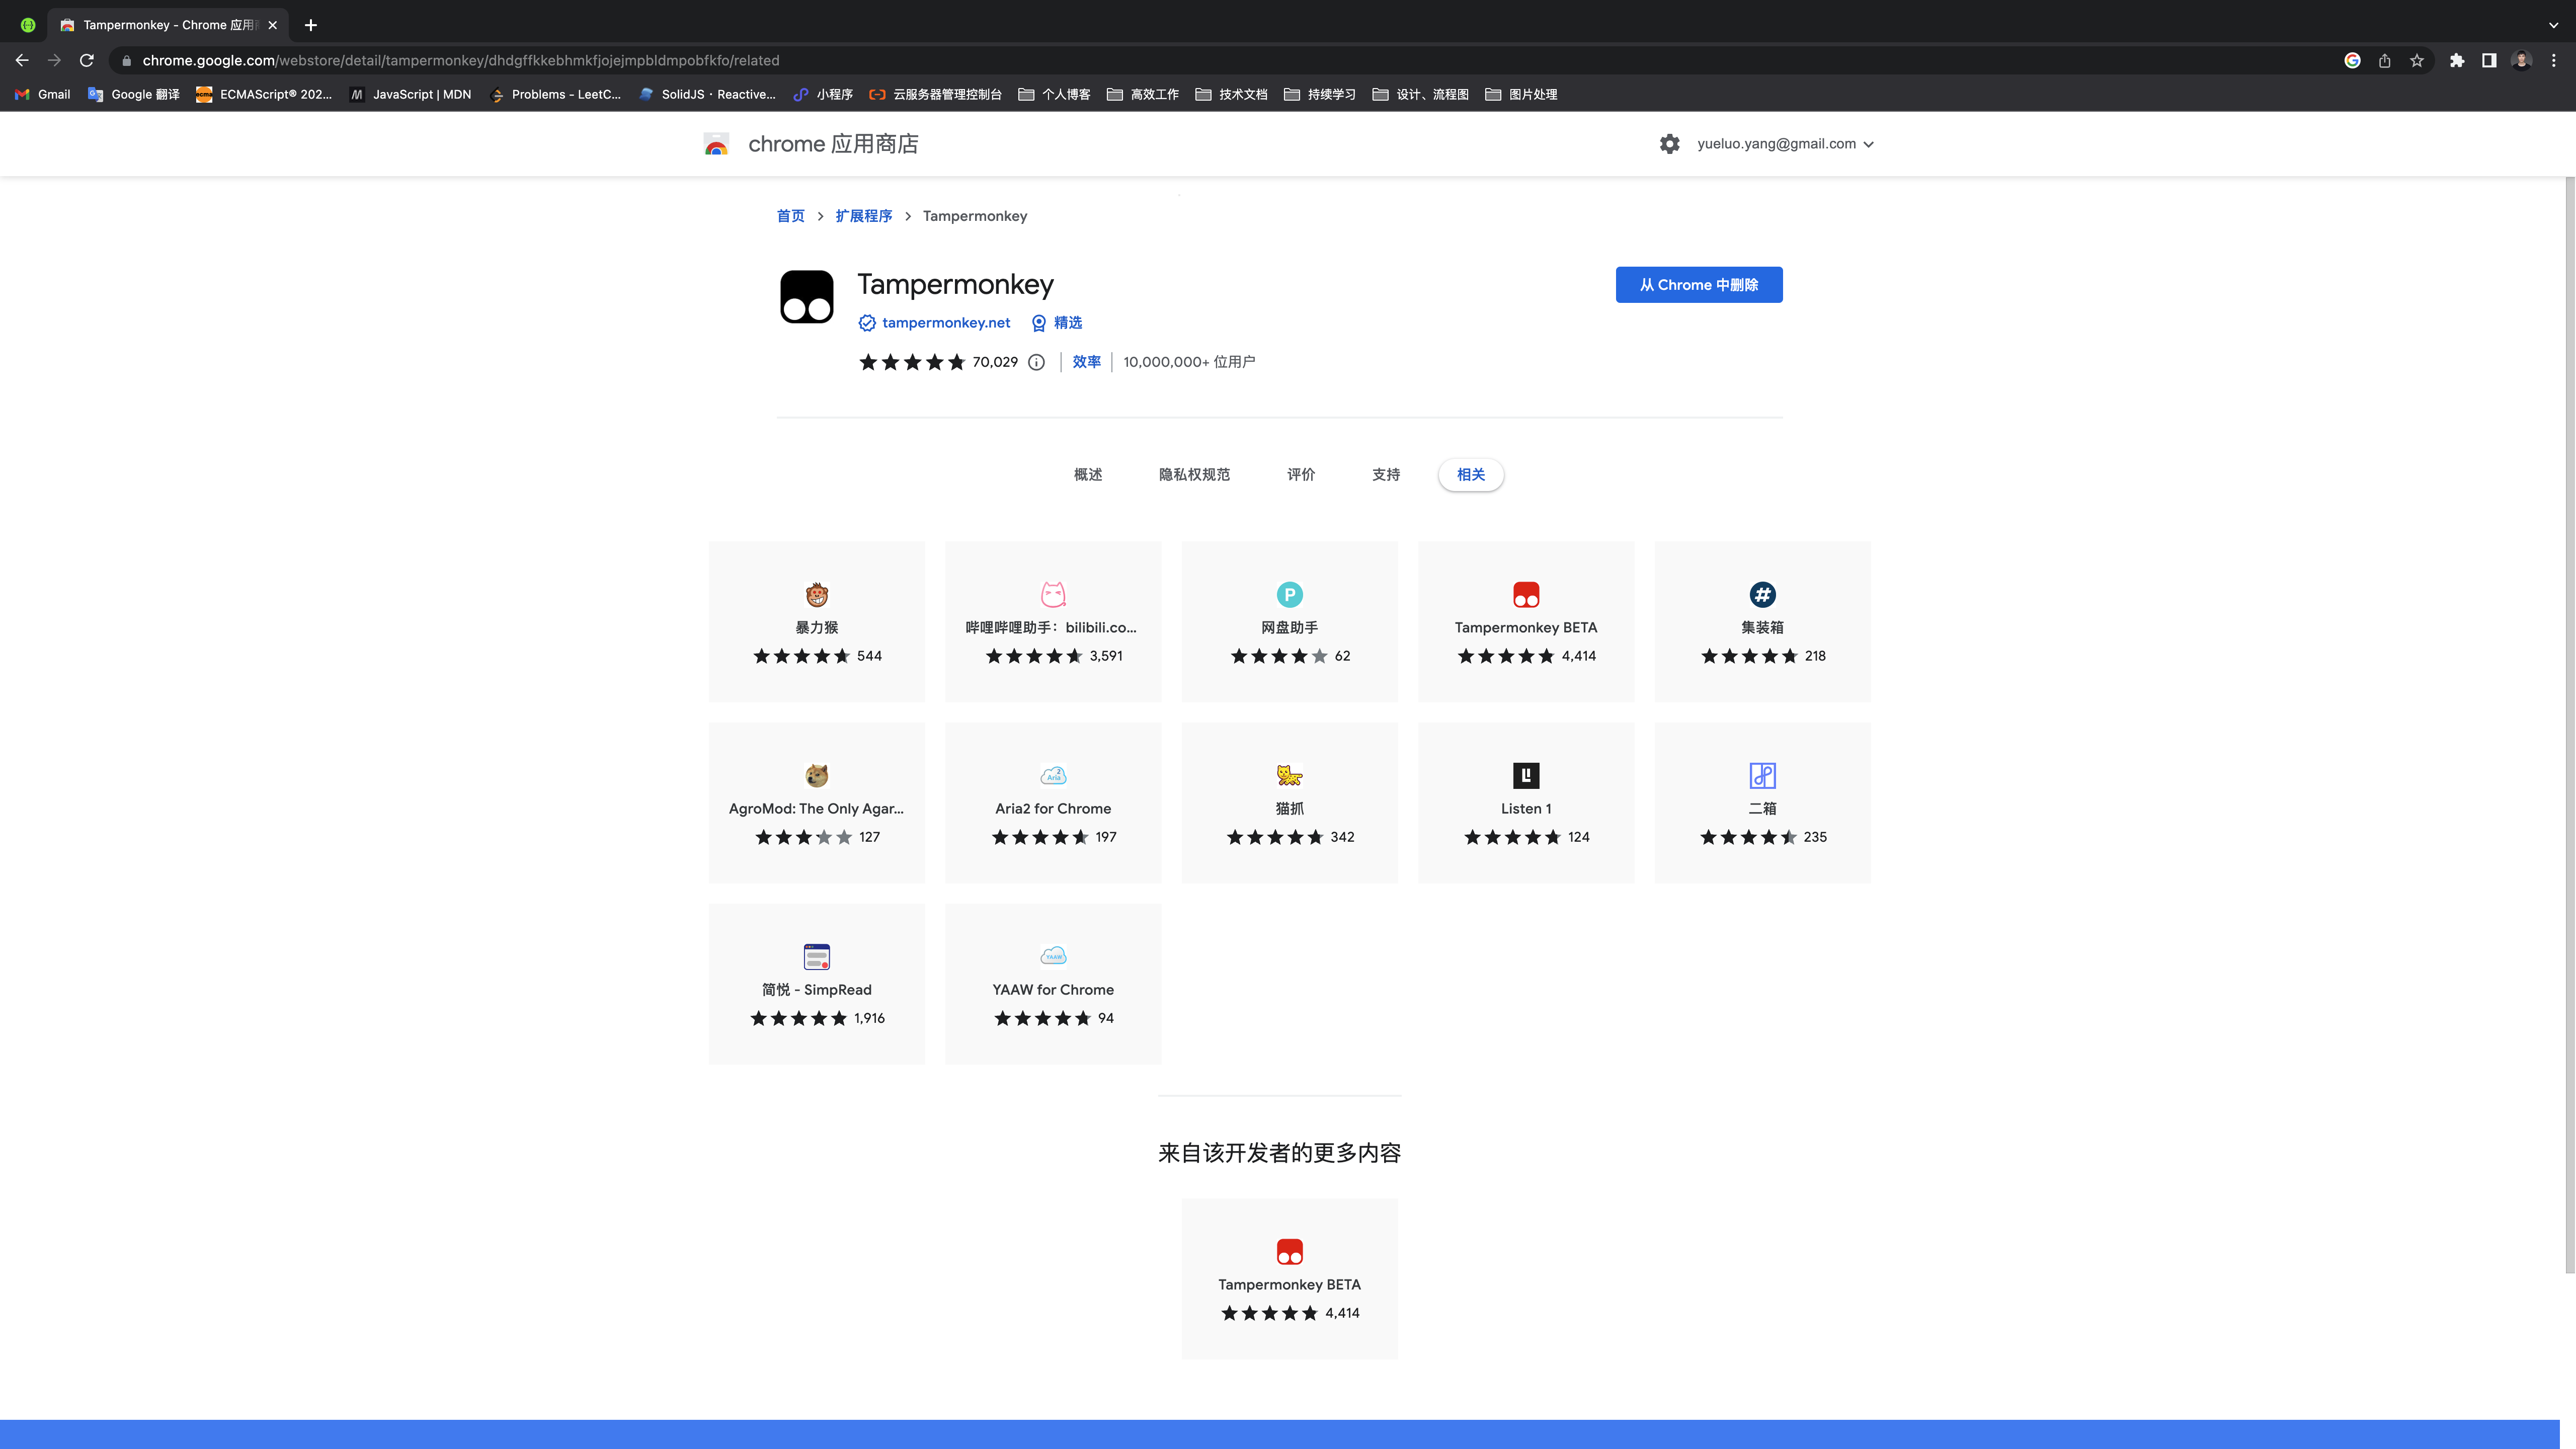 Tampermonkey - Chrome 应用
chrome.google.com/webstore/detail/tampermonkey/dhdgffkkebhmkfjojejmpbldmpobfkfo/related
Gmail
Google 翻译
ECMAScript® 202...
JavaScript | MDN
Problems - LeetC...
SolidJS · Reactive...
小程序
云服务器管理控制台
个人博客
高效工作
技术文档
持续学习
设计、流程图
图片处理
chrome 应用商店
yueluo.yang@gmail.com
首页 > 扩展程序 > Tampermonkey
Tampermonkey
从 Chrome 中删除
tampermonkey.net
精选
70,029
效率
10,000,000+ 位用户
概述
隐私权规范
评价
支持
相关
暴力猴
544
哔哩哔哩助手：bilibili.co...
3,591
P
网盘助手
62
Tampermonkey BETA
4,414
#
集装箱
218
AgroMod: The Only Agar...
127
Aria2
Aria2 for Chrome
197
猫抓
342
Listen 1
124
二箱
235
简悦 - SimpRead
1,916
YAAW
YAAW for Chrome
94
来自该开发者的更多内容
Tampermonkey BETA
4,414